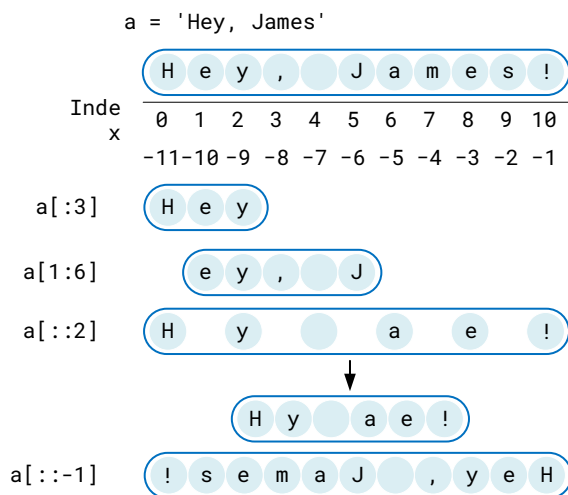 a = 'Hey, James'
H e y , J a m e s !
Inde
x
0 1 2 3 4 5 6 7 8 9 10
-11 -10 -9 -8 -7 -6 -5 -4 -3 -2 -1
a[:3] H e y
a[1:6] e y , J
a[::2] H y a e !
H y a e !
a[::-1] ! s e m a J , y e H